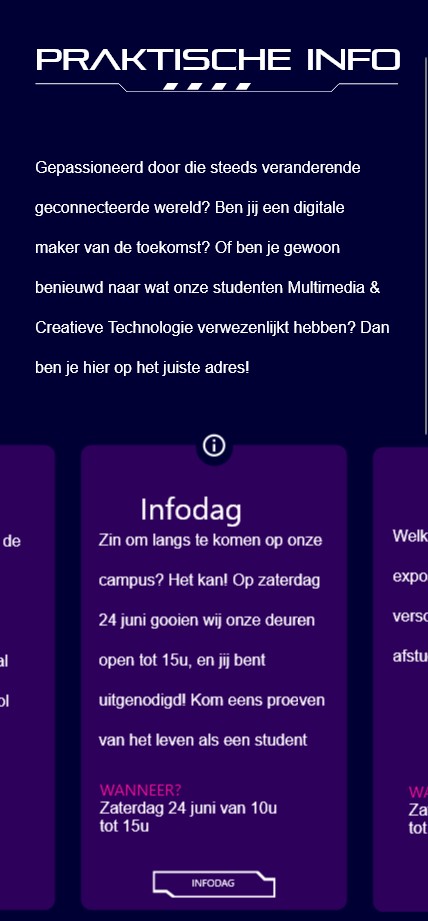 PRAKTISCHE INFO
Gepassioneerd door die steeds veranderende
geconnecteerde wereld? Ben jij een digitale
maker van de toekomst? Of ben je gewoon
benieuwd naar wat onze studenten Multimedia &
Creatieve Technologie verwezenlijkt hebben? Dan
ben je hier op het juiste adres!
de
al
ol
Infodag
Zin om langs te komen op onze
campus? Het kan! Op zaterdag
24 juni gooien wij onze deuren
open tot 15u, en jij bent
uitgenodigd! Kom eens proeven
van het leven als een student
WANNEER?
Zaterdag 24 juni van 10u
tot 15u
INFODAG
Welk
expo
versc
afstu
WA
Za
tot